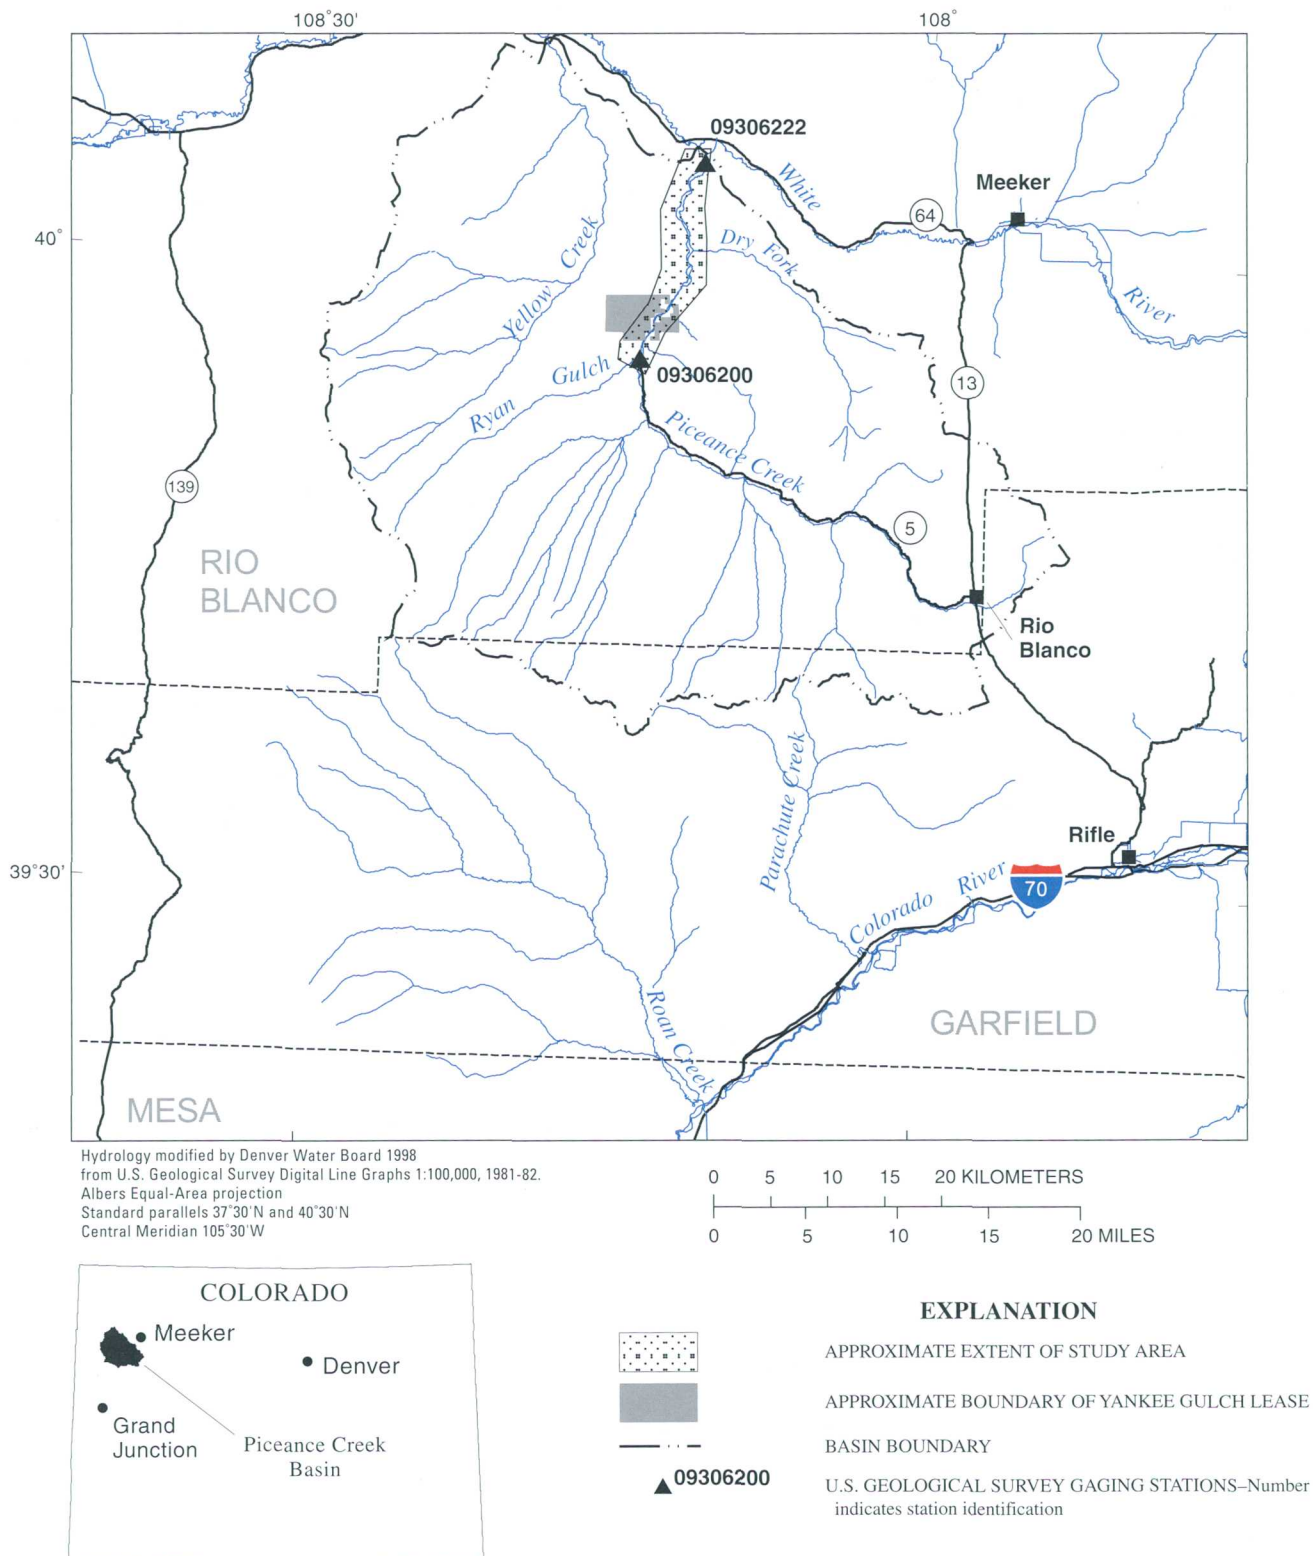 108°30'
108°
09306222
White
Meeker
64
40°
Creek
Dry Fork
Yellow
River
Gulch
09306200
13
Ryan
Piceance Creek
139
5
RIO
BLANCO
Rio
Blanco
Parachute Creek
Rifle
39°30'
River
70
Colorado
Roan Creek
GARFIELD
MESA
Hydrology modified by Denver Water Board 1998
from U.S. Geological Survey Digital Line Graphs 1:100,000, 1981-82.
Albers Equal-Area projection
Standard parallels 37°30'N and 40°30'N
Central Meridian 105°30'W
0 5 10 15 20 KILOMETERS
0 5 10 15 20 MILES
COLORADO
Meeker
Denver
Grand
Junction
Piceance Creek
Basin
EXPLANATION
APPROXIMATE EXTENT OF STUDY AREA
APPROXIMATE BOUNDARY OF YANKEE GULCH LEASE
BASIN BOUNDARY
09306200
U.S. GEOLOGICAL SURVEY GAGING STATIONS–Number
indicates station identification